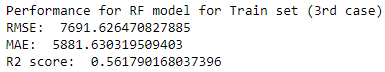 Performance for RF model for Train set (3rd case)
RMSE:  7691.626470827885
MAE:  5881.630319509403
R2 score:  0.561790168037396